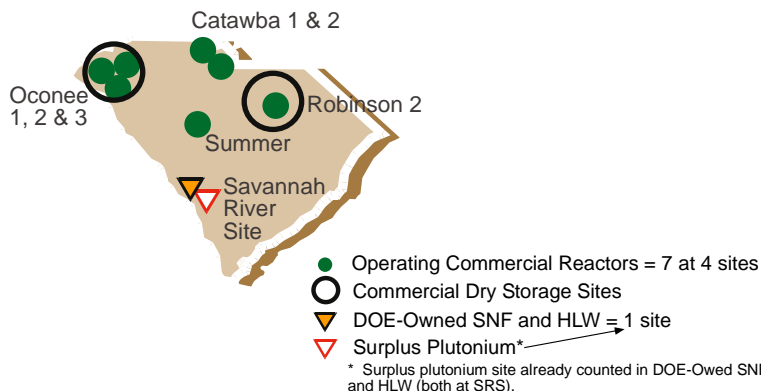 Catawba 1 & 2
Oconee
1, 2 & 3
Robinson 2
Summer
Savannah
River
Site
Operating Commercial Reactors = 7 at 4 sites
Commercial Dry Storage Sites
DOE-Owned SNF and HLW = 1 site
Surplus Plutonium*
* Surplus plutonium site already counted in DOE-Owed SNF
and HLW (both at SRS).